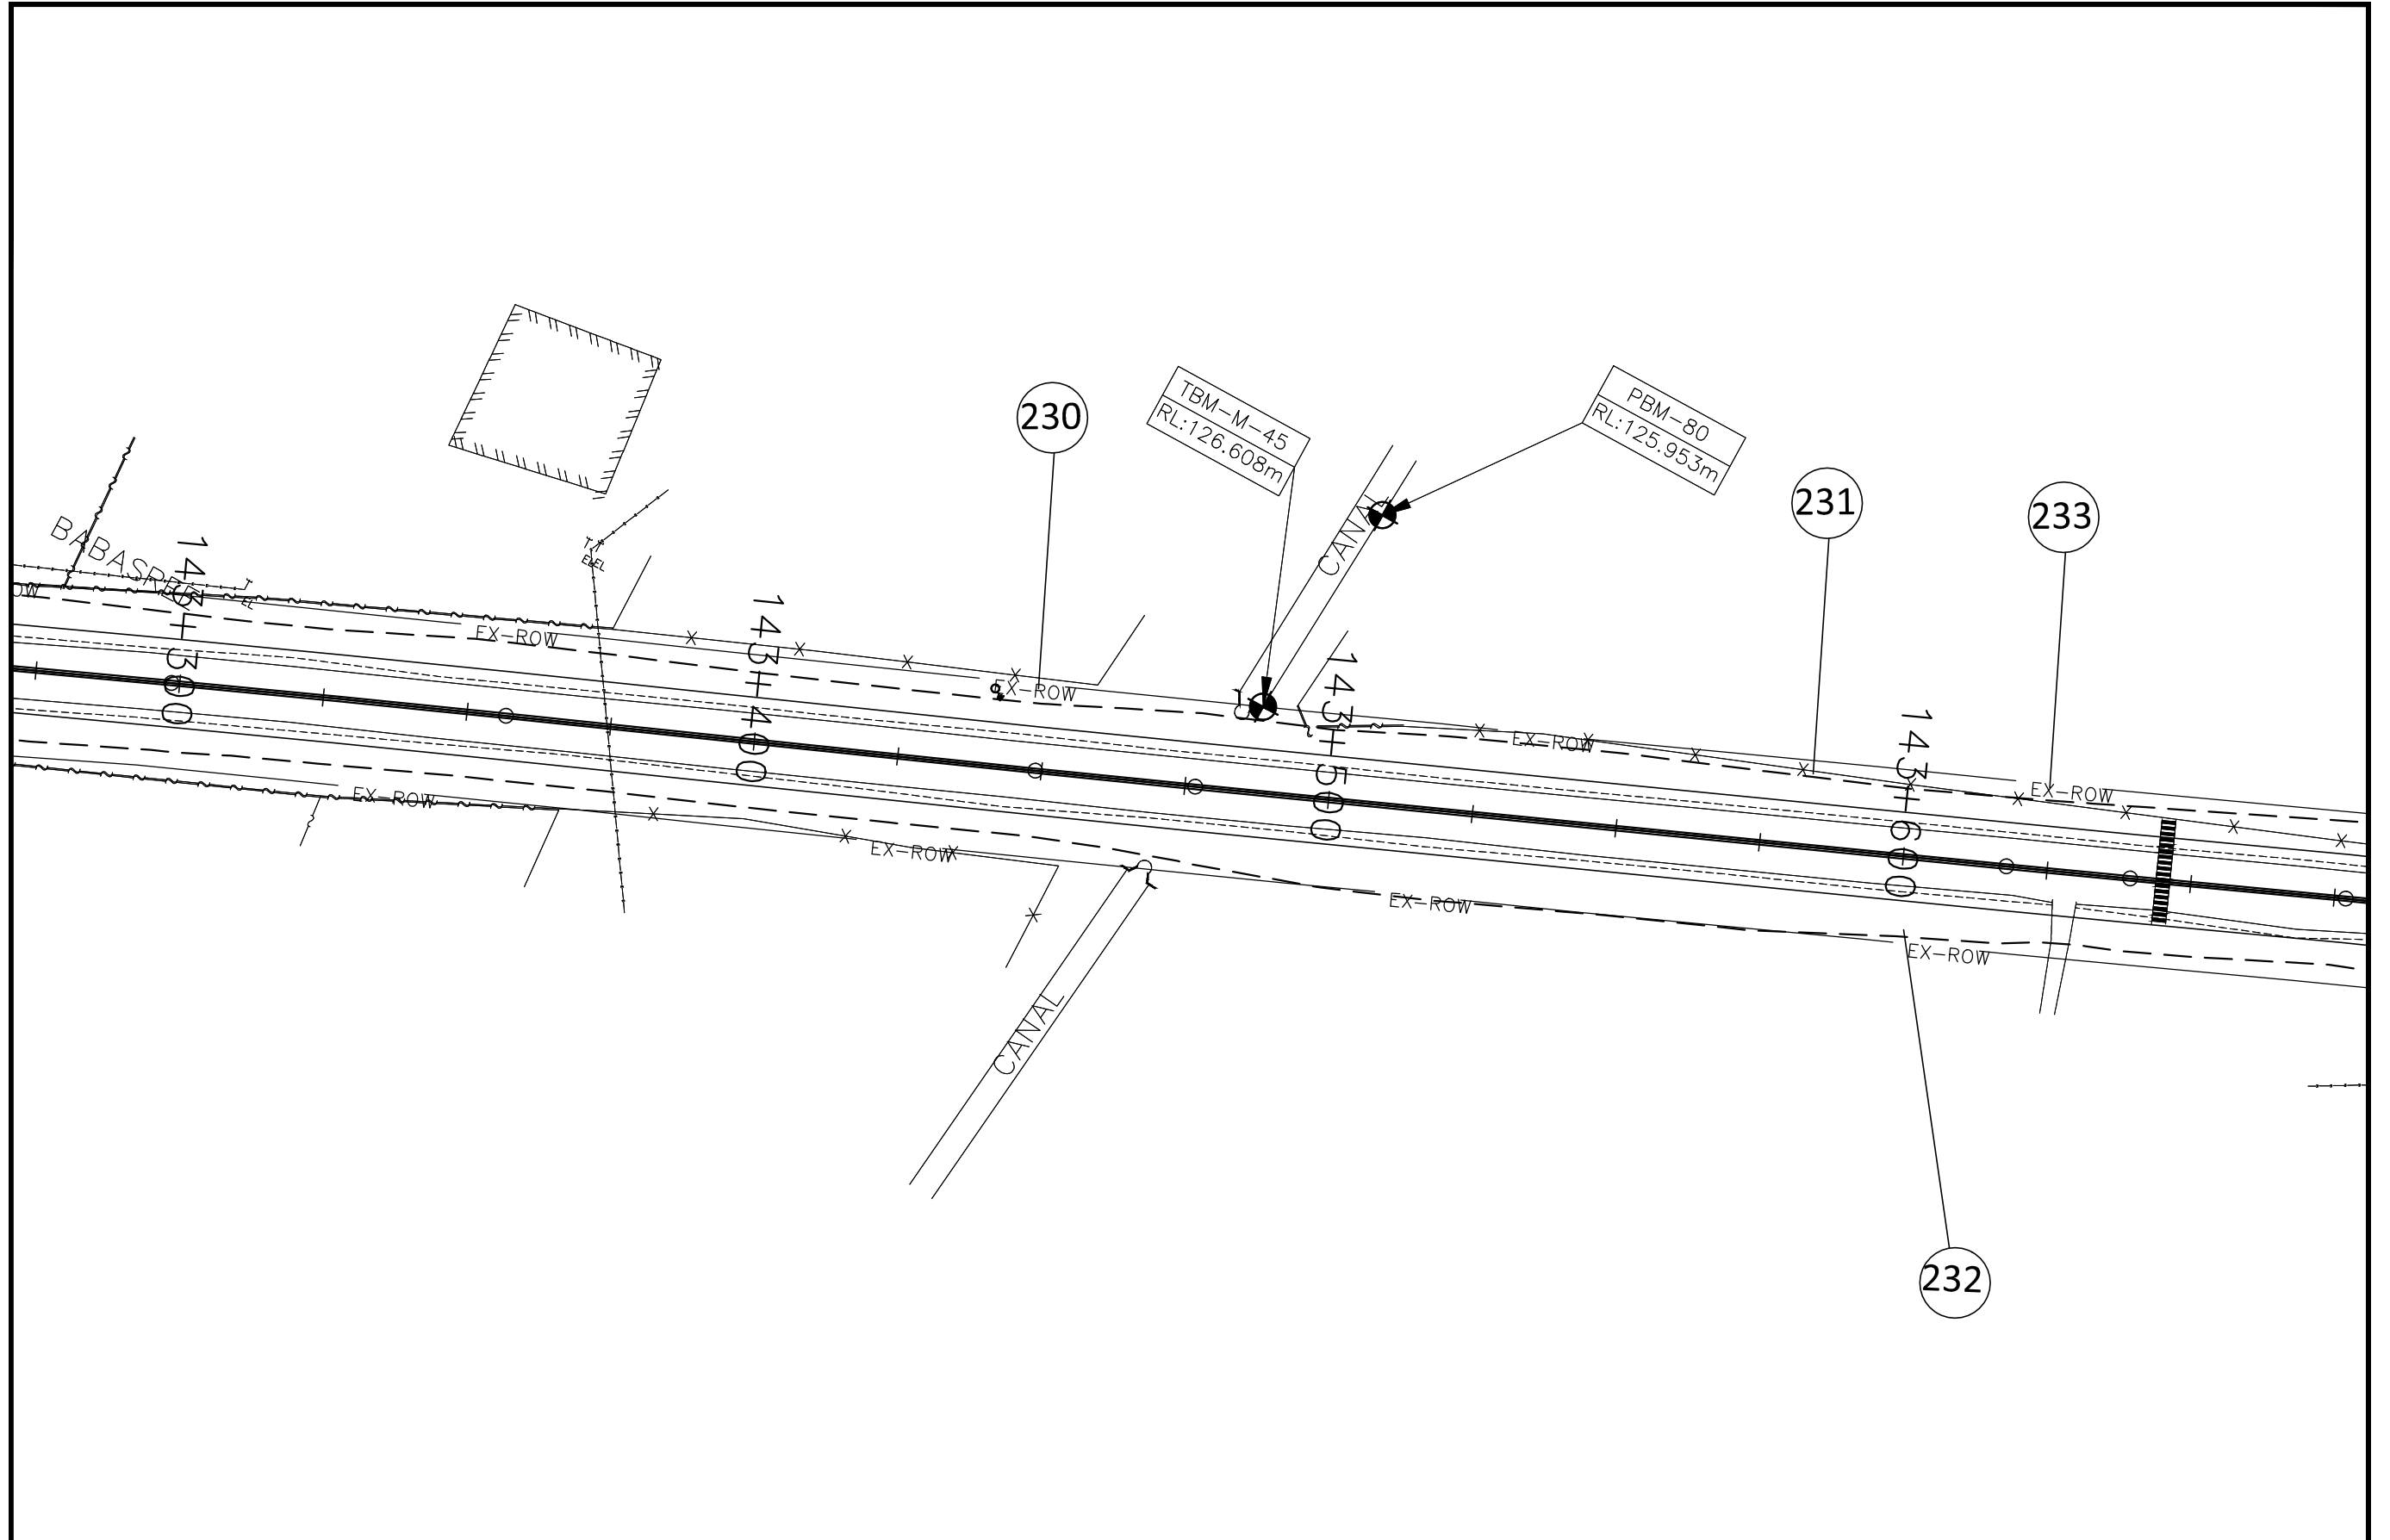 230
TBM-M-45
RL:126.608m
PBM-80
RL:125.953m
231
233
CANAL
143+300
143+400
143+500
143+600
OW
EX-ROW
EX-ROW
EX-ROW
EX-ROW
EX-ROW
EX-ROW
EX-ROW
EX-ROW
CANAL
232